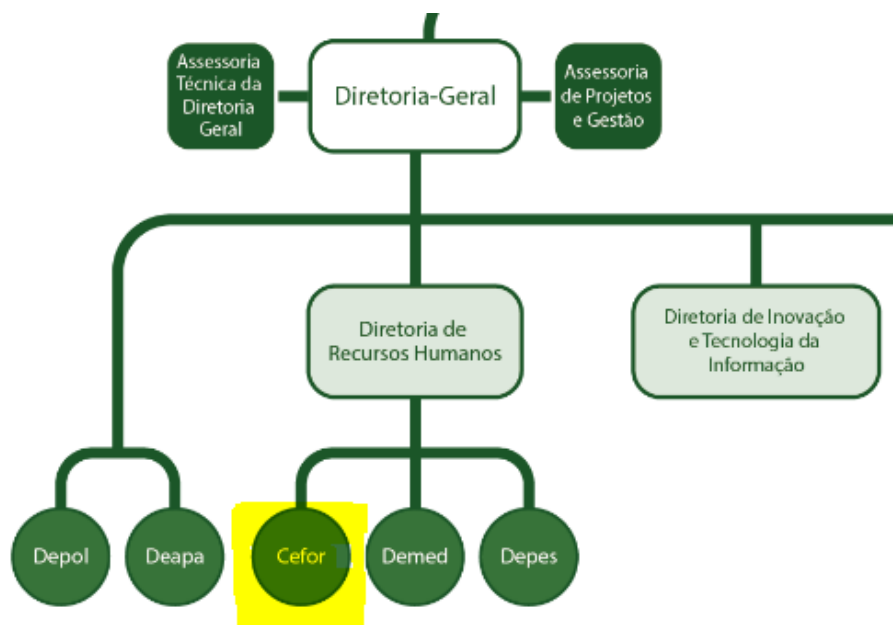 Assessoria
Técnica da
Diretoria
Geral
Diretoria-Geral
Assessoria
de Projetos
e Gestão
Diretoria de
Recursos Humanos
Diretoria de Inovação
e Tecnologia da
Informação
Depol
Deapa
Cefor
Demed
Depes